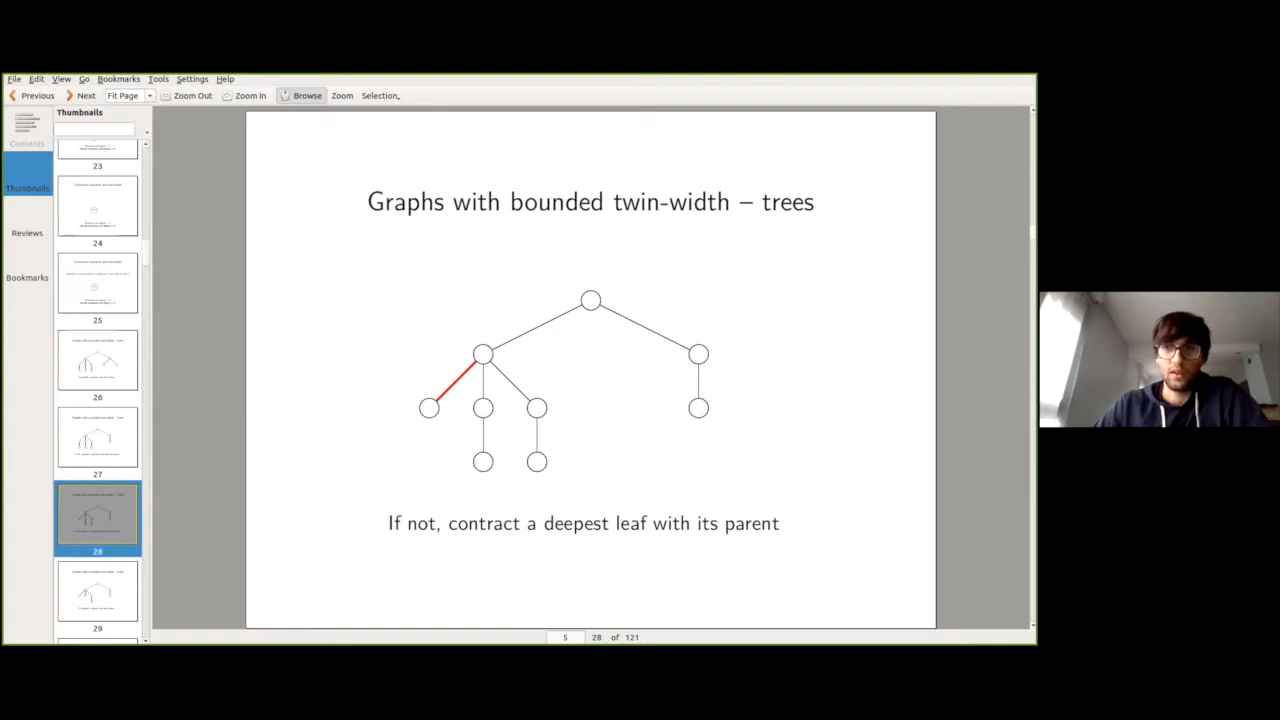 File Edit View Go Bookmarks Tools Settings Help
Previous Next Fit Page Zoom Out Zoom In Browse Zoom Selection
Thumbnails
Contents
Thumbnails
Reviews
Bookmarks
23
24
25
26
27
28
29
Graphs with bounded twin-width – trees
If not, contract a deepest leaf with its parent
5 28 of 121